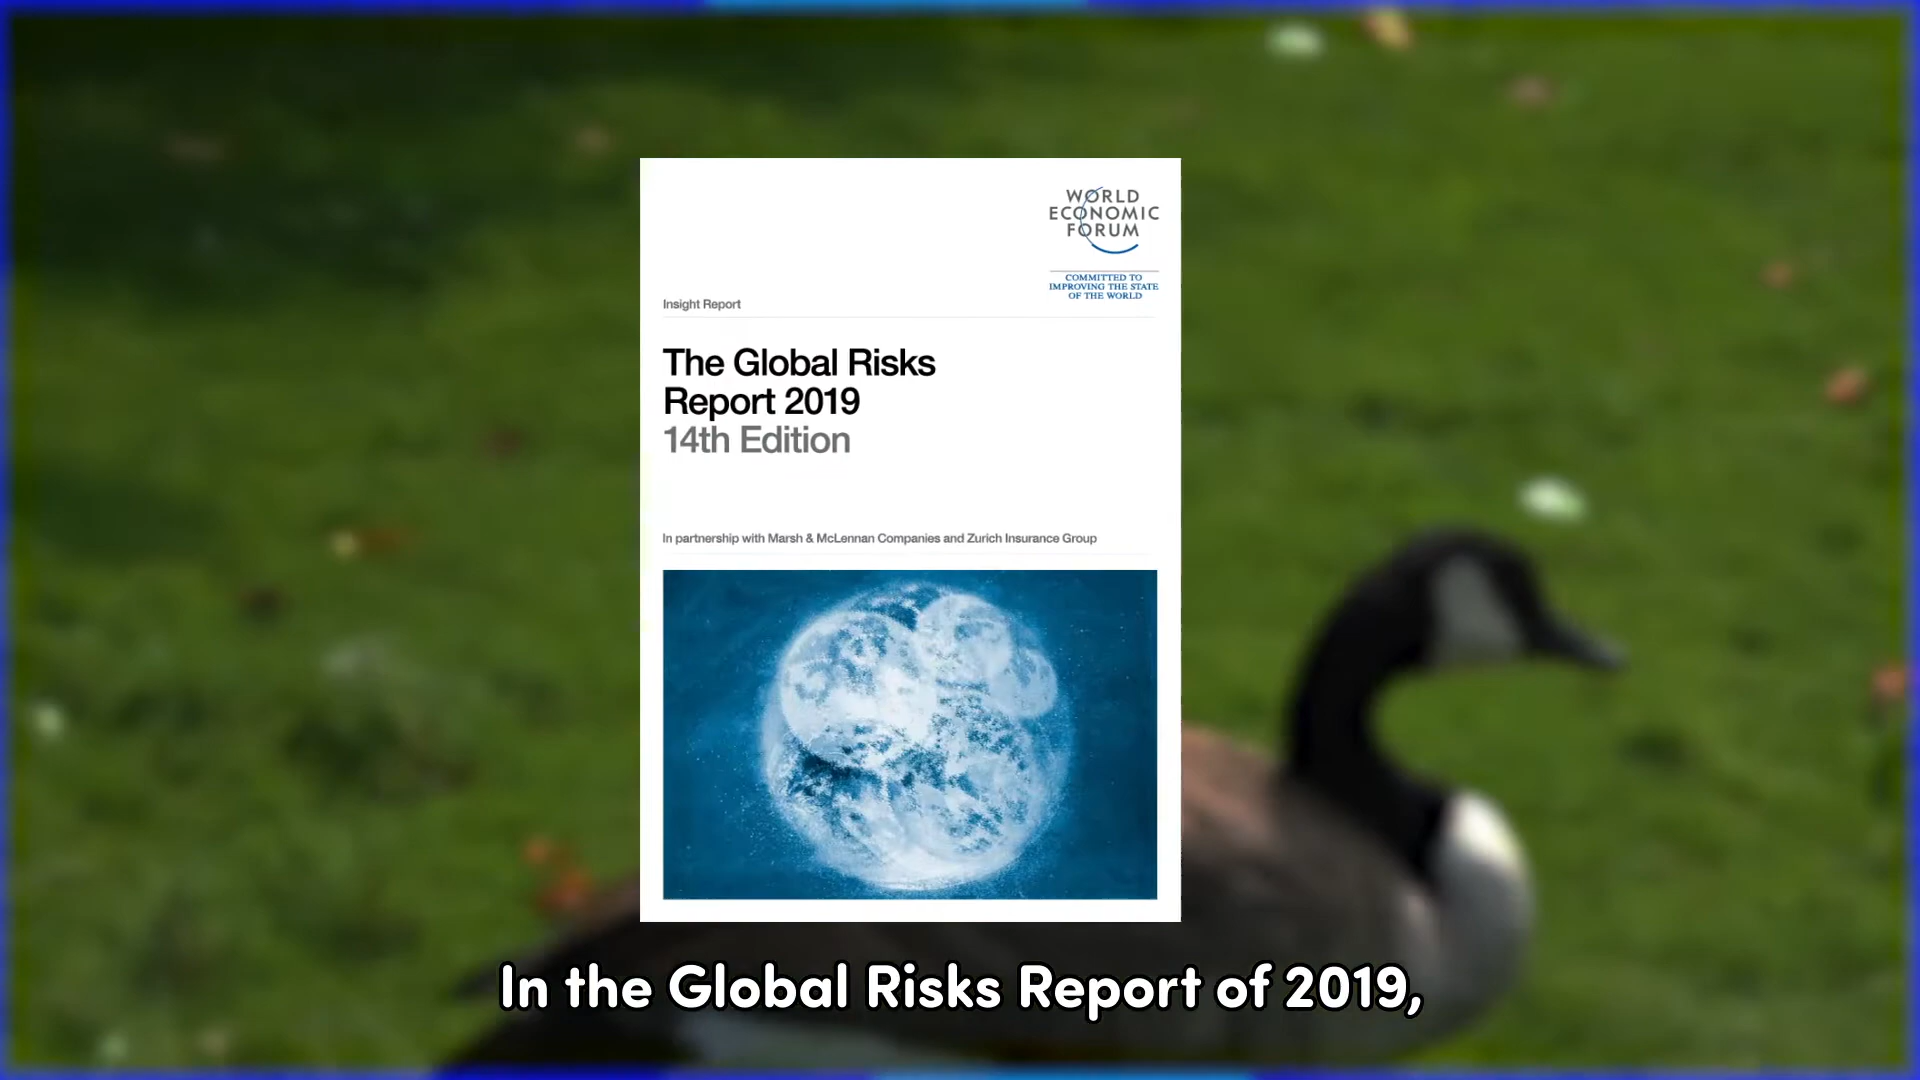 WORLD
ECONOMIC
FORUM
COMMITTED TO
IMPROVING THE STATE
OF THE WORLD
Insight Report
The Global Risks
Report 2019
14th Edition
In partnership with Marsh & McLennan Companies and Zurich Insurance Group
In the Global Risks Report of 2019,